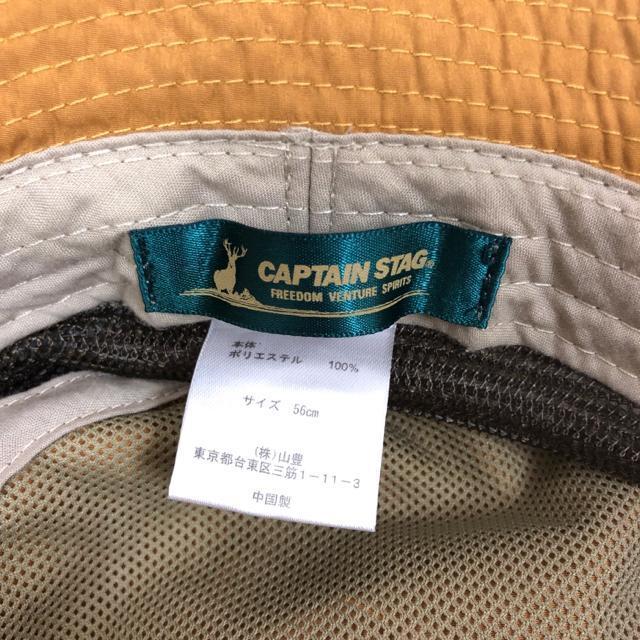 CAPTAIN STAG®
FREEDOM VENTURE SPIRITS
本体
ポリエステル 100%
サイズ 56cm
(株)山豊
東京都台東区三筋1-11-3
中国製